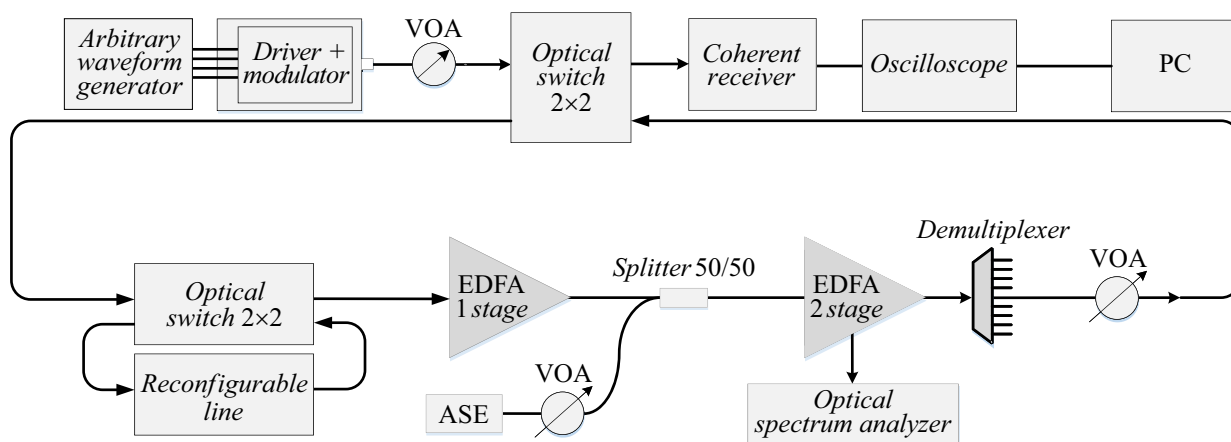 Arbitrary
waveform
generator
Driver +
modulator
VOA
Optical
switch
2×2
Coherent
receiver
Oscilloscope
PC
Optical
switch 2×2
Reconfigurable
line
EDFA
1 stage
Splitter 50/50
ASE
VOA
EDFA
2 stage
Optical
spectrum analyzer
Demultiplexer
VOA